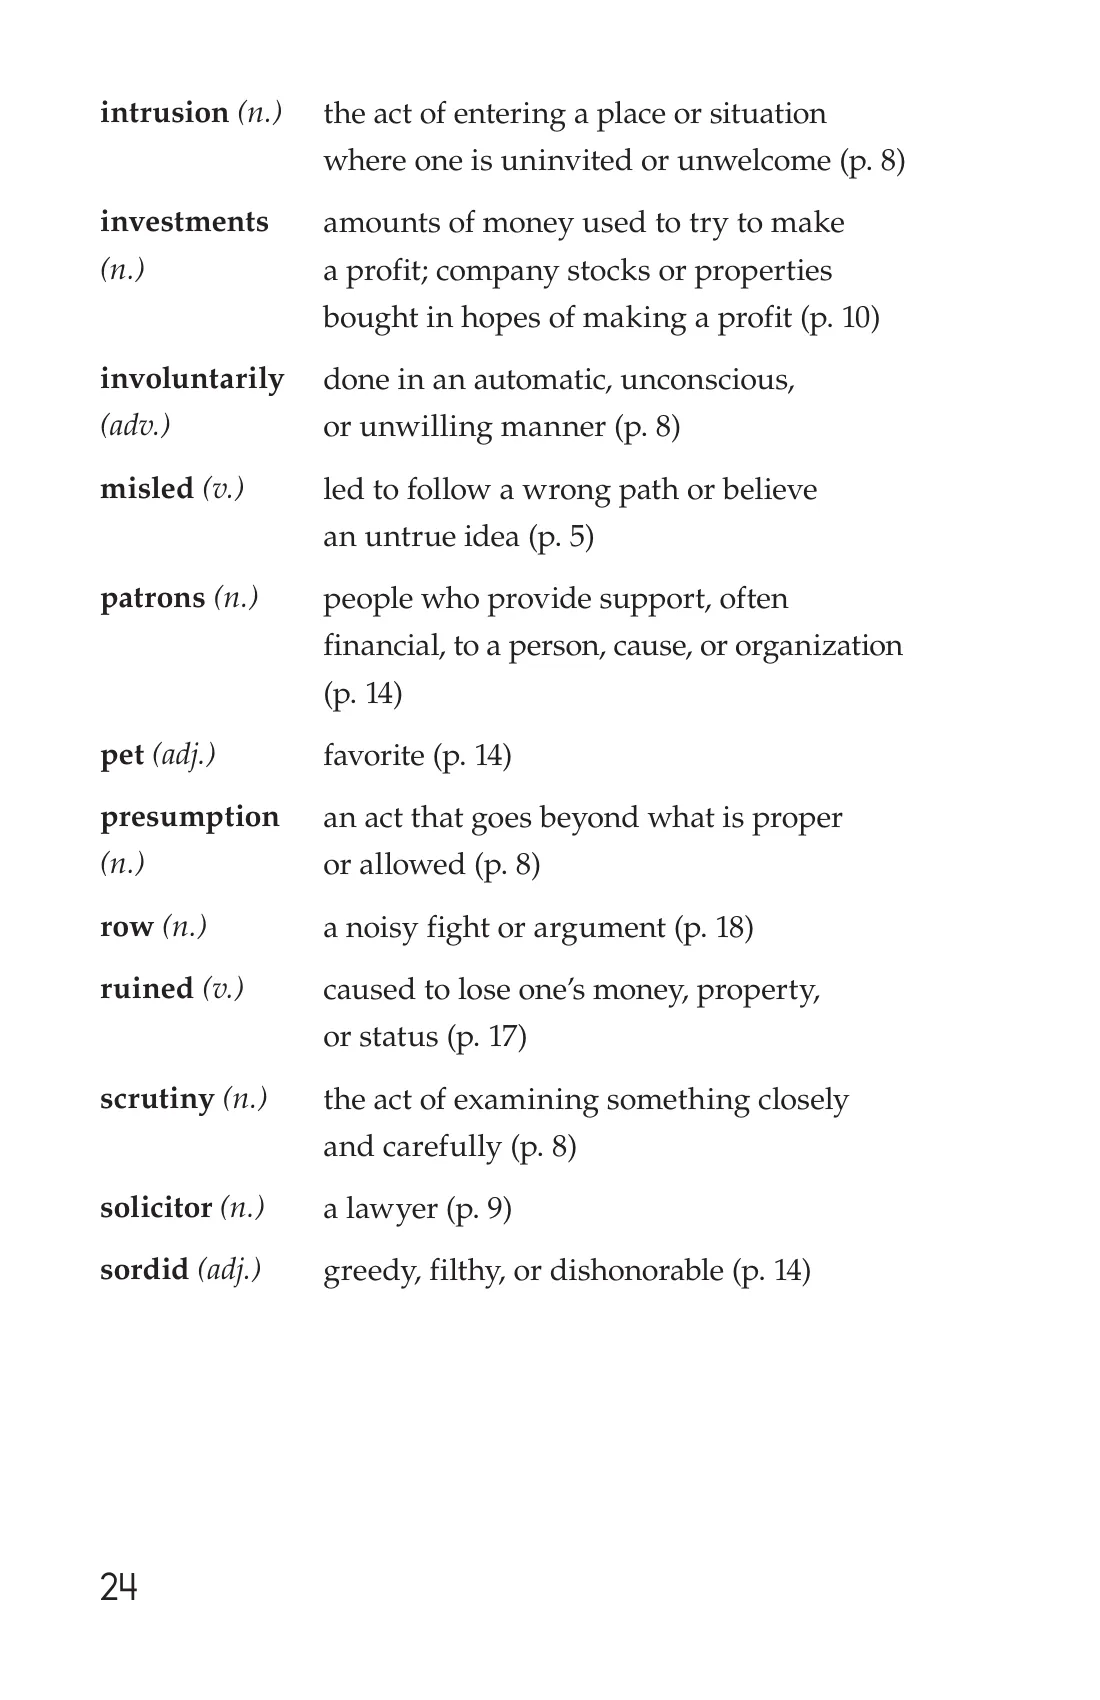 intrusion (n.) the act of entering a place or situation
where one is uninvited or unwelcome (p. 8)
investments amounts of money used to try to make
(n.) a profit; company stocks or properties
bought in hopes of making a profit (p. 10)
involuntarily done in an automatic, unconscious,
(adv.) or unwilling manner (p. 8)
misled (v.) led to follow a wrong path or believe
an untrue idea (p. 5)
patrons (n.) people who provide support, often
financial, to a person, cause, or organization
(p. 14)
pet (adj.) favorite (p. 14)
presumption an act that goes beyond what is proper
(n.) or allowed (p. 8)
row (n.) a noisy fight or argument (p. 18)
ruined (v.) caused to lose one’s money, property,
or status (p. 17)
scrutiny (n.) the act of examining something closely
and carefully (p. 8)
solicitor (n.) a lawyer (p. 9)
sordid (adj.) greedy, filthy, or dishonorable (p. 14)
24